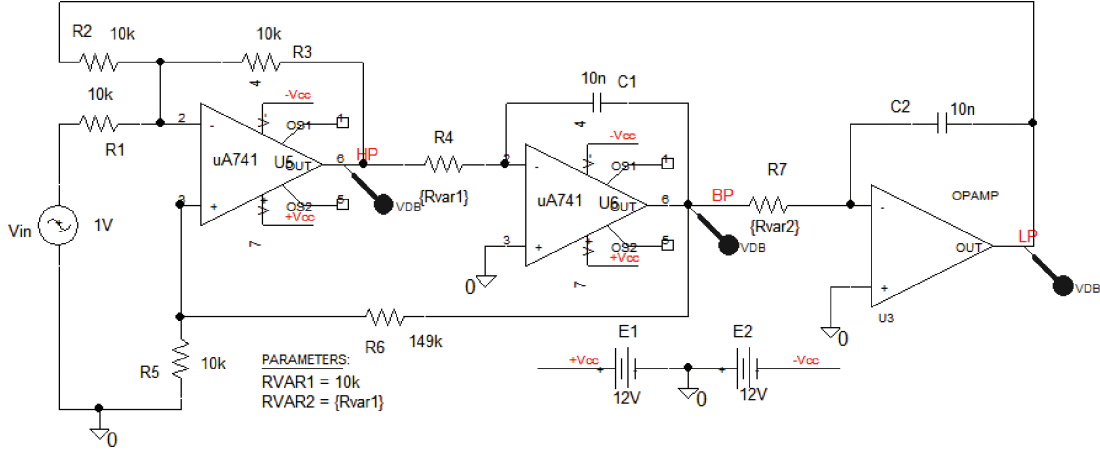 R2 10k 10k R3
10k 4 -Vcc
R1 2 - V- OS1 1
uA741 U5 OUT 6 HP
3 + V+ OS2 5 VDB
+Vcc
7
Vin 1V
R4
{Rvar1}
10n C1
4 -Vcc
- V- OS1 1
uA741 U6 OUT 6 BP
3 + V+ OS2 5 VDB
+Vcc
7
0
R7
{Rvar2}
C2 10n
OPAMP
- OUT LP
+ VDB
U3
0
R6 149k
R5 10k
0
PARAMETERS:
RVAR1 = 10k
RVAR2 = {Rvar1}
E1 E2
+Vcc + + -Vcc
12V 0 12V